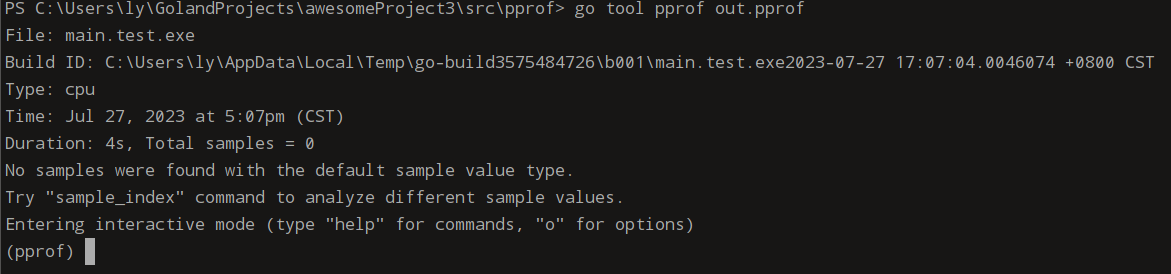 PS C:\Users\ly\GolandProjects\awesomeProject3\src\pprof> go tool pprof out.pprof
File: main.test.exe
Build ID: C:\Users\ly\AppData\Local\Temp\go-build3575484726\b001\main.test.exe2023-07-27 17:07:04.0046074 +0800 CST
Type: cpu
Time: Jul 27, 2023 at 5:07pm (CST)
Duration: 4s, Total samples = 0
No samples were found with the default sample value type.
Try "sample_index" command to analyze different sample values.
Entering interactive mode (type "help" for commands, "o" for options)
(pprof)